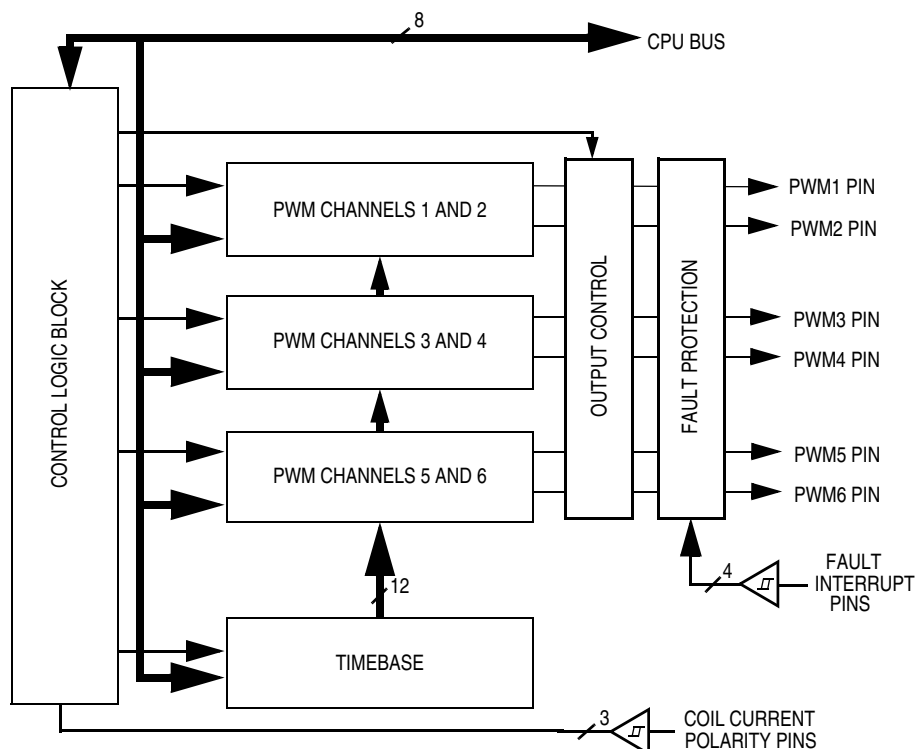 8
CPU BUS
CONTROL LOGIC BLOCK
PWM CHANNELS 1 AND 2
PWM CHANNELS 3 AND 4
PWM CHANNELS 5 AND 6
12
TIMEBASE
OUTPUT CONTROL
FAULT PROTECTION
PWM1 PIN
PWM2 PIN
PWM3 PIN
PWM4 PIN
PWM5 PIN
PWM6 PIN
4
FAULT
INTERRUPT
PINS
3
COIL CURRENT
POLARITY PINS